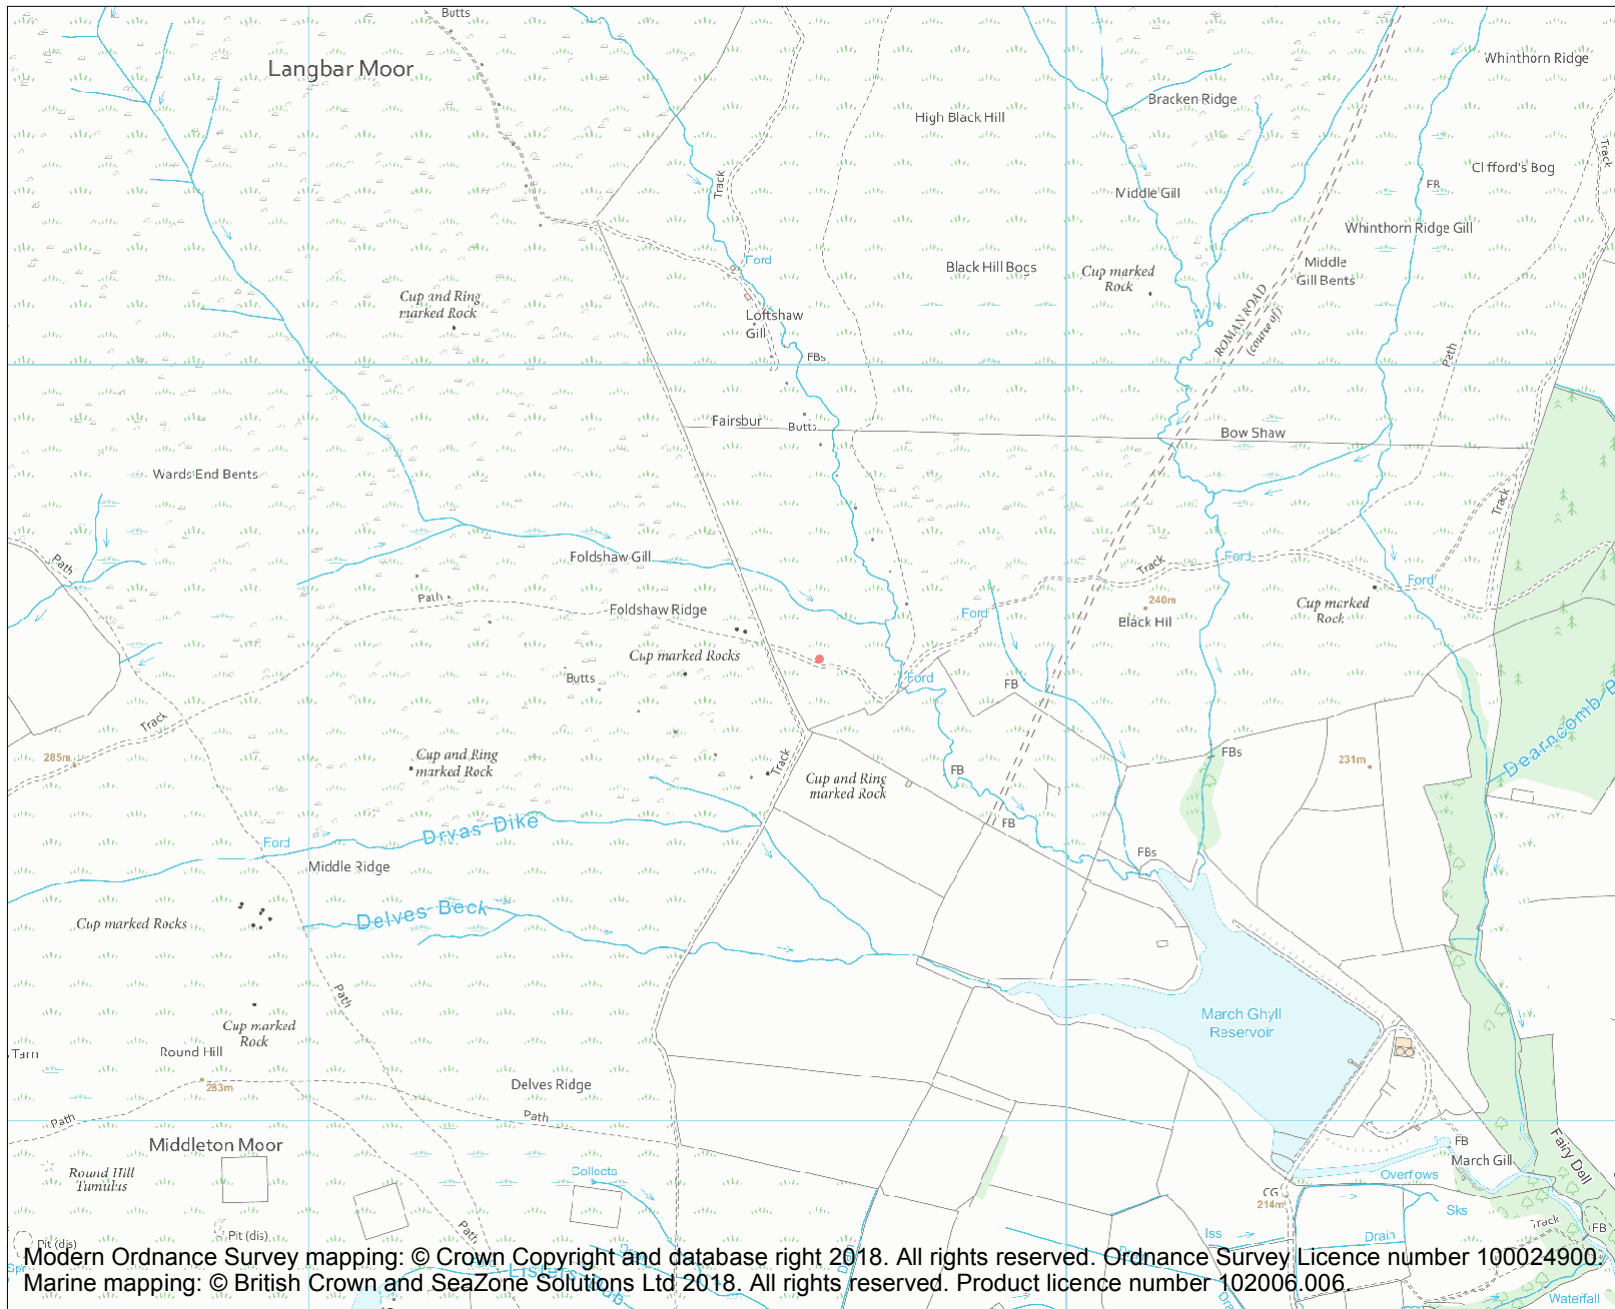 Butts
Langbar Moor
Whinthorn Ridge
Bracken Ridge
High Black Hill
Track
Clifford's Bog
FB
Track
Middle Gill
Whinthorn Ridge Gill
Ford
Black Hill Bogs
Cup marked
Rock
Middle
Gill Bents
Cup and Ring
marked Rock
Loftshaw
Gill
W
ROMAN ROAD
(course of)
Path
FBs
Fairsbur
Butts
Bow Shaw
Wards End Bents
Track
Path
Foldshaw Gill
Track
Ford
Ford
Path
Foldshaw Ridge
Ford
240m
Black Hil
Cup marked
Rock
Cup marked Rocks
Butts
Ford
FB
Dearncomb B
Track
285m
Cup and Ring
marked Rock
Track
FBs
231m
FB
Cup and Ring
marked Rock
Ford
Dryas Dike
FB
FBs
Middle Ridge
Delves Beck
Cup marked Rocks
Path
March Ghyll
Reservoir
Cup marked
Rock
Tarn
Round Hill
283m
Delves Ridge
Path
Path
Middleton Moor
FB
March Gill
Fairy Dell
Round Hill
Tumulus
Collects
Overfows
CG
214m
Sks
Path
Pit (dis)
Pit (dis)
Iss
Drain
Track
FB
Spr
Modern Ordnance Survey mapping: © Crown Copyright and database right 2018. All rights reserved. Ordnance Survey Licence number 100024900.
Marine mapping: © British Crown and SeaZone Solutions Ltd 2018. All rights reserved. Product licence number 102006.006.
Waterfall